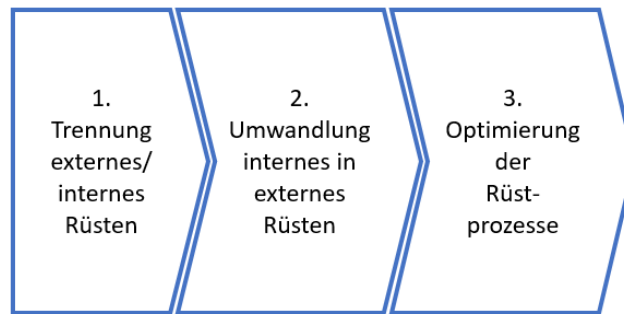 1.
Trennung
externes/
internes
Rüsten
2.
Umwandlung
internes in
externes
Rüsten
3.
Optimierung
der
Rüst-
prozesse